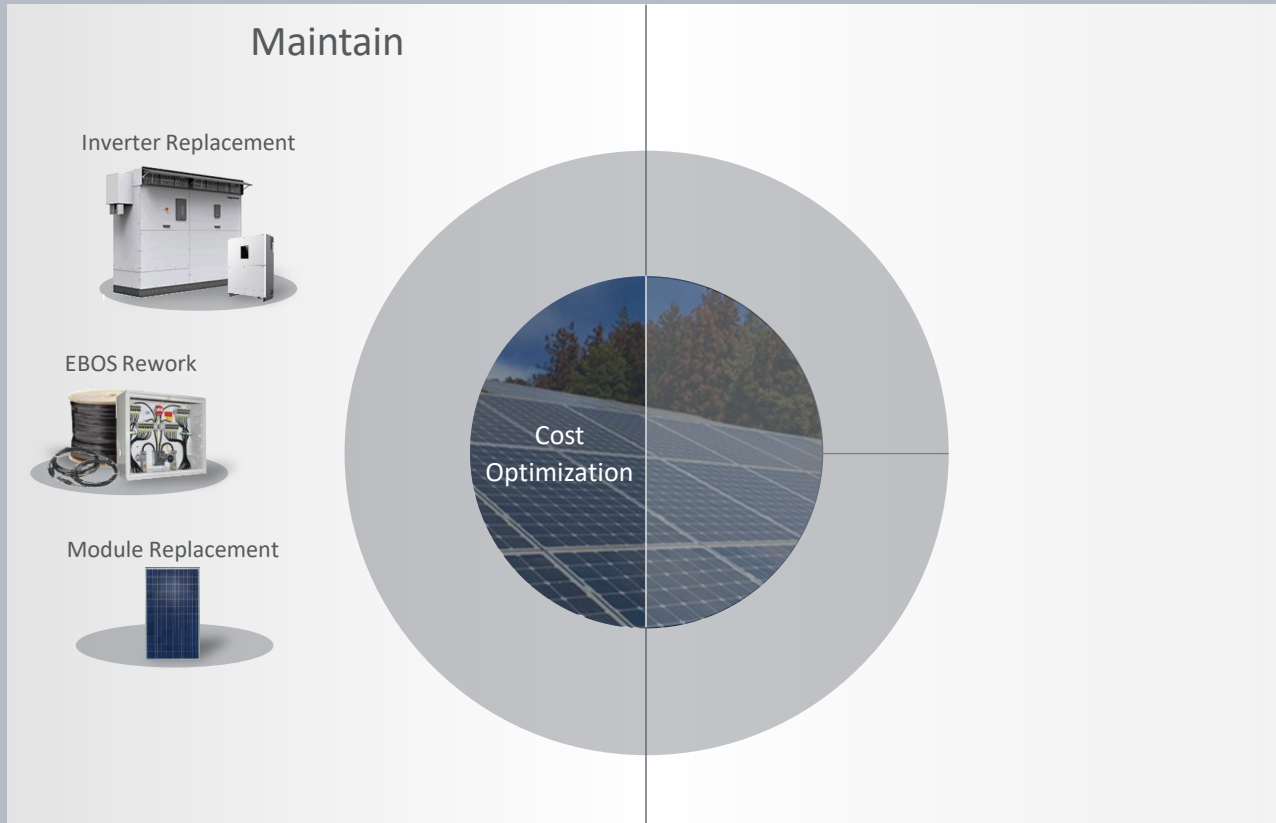 Maintain
Inverter Replacement
EBOS Rework
Module Replacement
Cost
Optimization